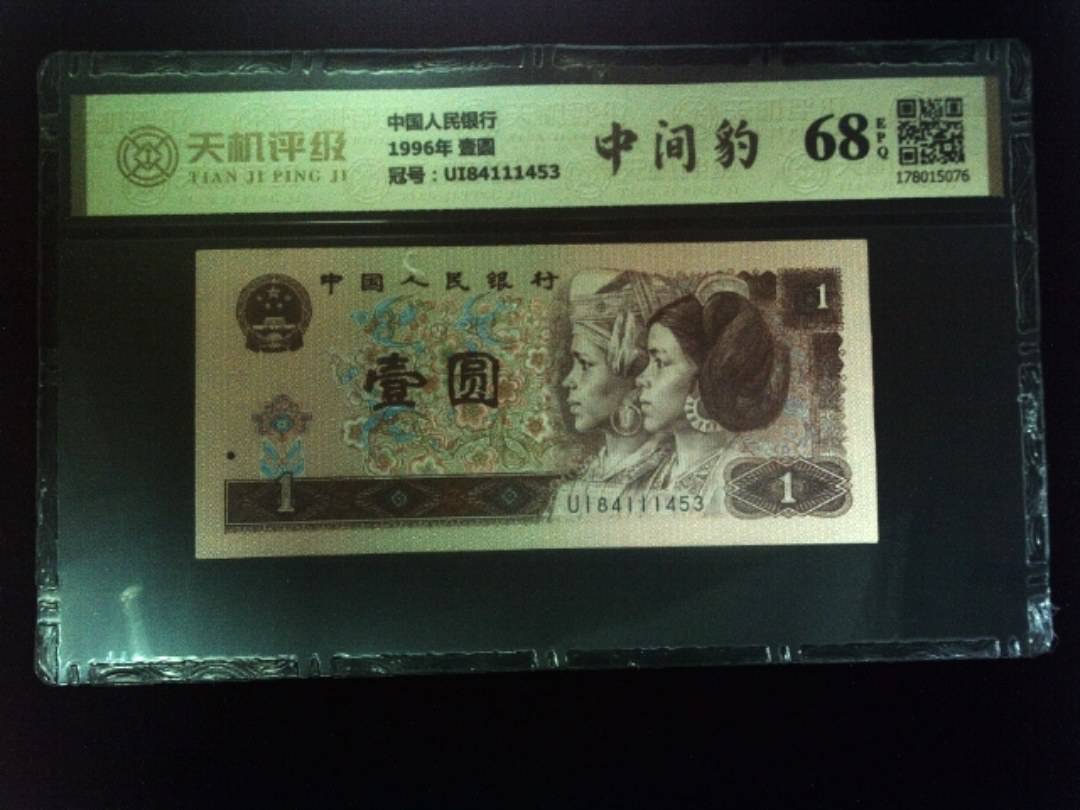 天机评级
TIAN JI PING JI
中国人民银行
1996年 壹圆
冠号：UI84111453
中间豹
68
EPQ
178015076
中国人民银行
1
壹圆
1
UI84111453
1